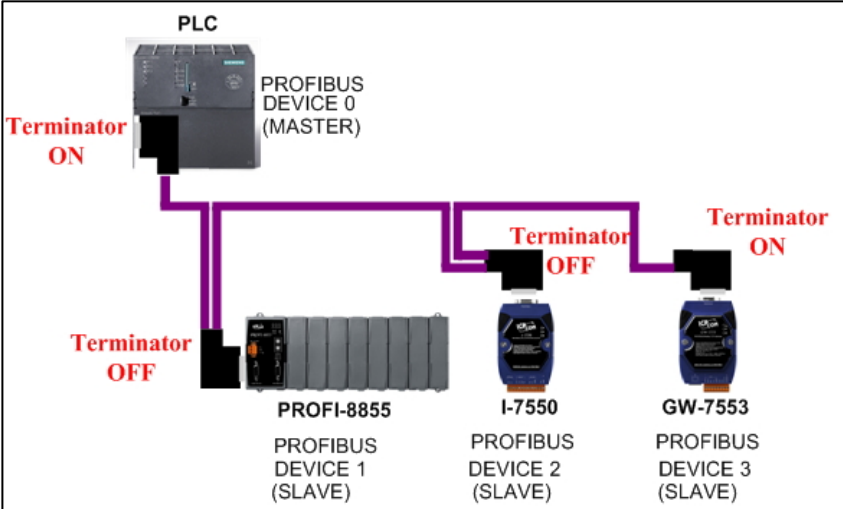 PLC
PROFIBUS
DEVICE 0
(MASTER)
Terminator
ON
Terminator
OFF
Terminator
ON
Terminator
OFF
PROFI-8855
I-7550
GW-7553
PROFIBUS
DEVICE 1
(SLAVE)
PROFIBUS
DEVICE 2
(SLAVE)
PROFIBUS
DEVICE 3
(SLAVE)
SIEMENS